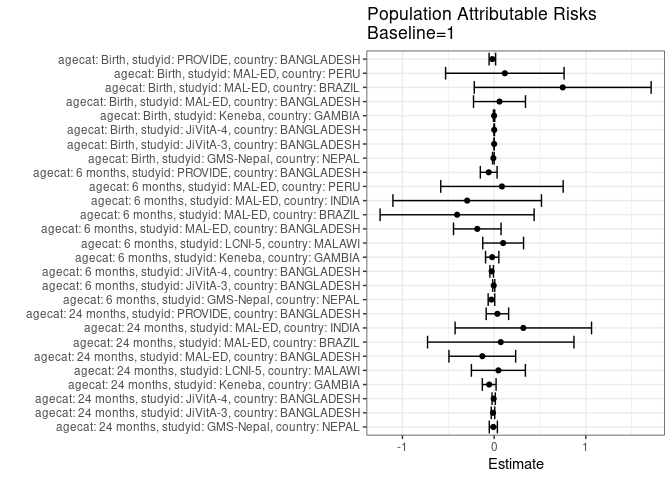 Population Attributable Risks
Baseline=1
agecat: Birth, studyid: PROVIDE, country: BANGLADESH
agecat: Birth, studyid: MAL-ED, country: PERU
agecat: Birth, studyid: MAL-ED, country: BRAZIL
agecat: Birth, studyid: MAL-ED, country: BANGLADESH
agecat: Birth, studyid: Keneba, country: GAMBIA
agecat: Birth, studyid: JiVitA-4, country: BANGLADESH
agecat: Birth, studyid: JiVitA-3, country: BANGLADESH
agecat: Birth, studyid: GMS-Nepal, country: NEPAL
agecat: 6 months, studyid: PROVIDE, country: BANGLADESH
agecat: 6 months, studyid: MAL-ED, country: PERU
agecat: 6 months, studyid: MAL-ED, country: INDIA
agecat: 6 months, studyid: MAL-ED, country: BRAZIL
agecat: 6 months, studyid: MAL-ED, country: BANGLADESH
agecat: 6 months, studyid: LCNI-5, country: MALAWI
agecat: 6 months, studyid: Keneba, country: GAMBIA
agecat: 6 months, studyid: JiVitA-4, country: BANGLADESH
agecat: 6 months, studyid: JiVitA-3, country: BANGLADESH
agecat: 6 months, studyid: GMS-Nepal, country: NEPAL
agecat: 24 months, studyid: PROVIDE, country: BANGLADESH
agecat: 24 months, studyid: MAL-ED, country: INDIA
agecat: 24 months, studyid: MAL-ED, country: BRAZIL
agecat: 24 months, studyid: MAL-ED, country: BANGLADESH
agecat: 24 months, studyid: LCNI-5, country: MALAWI
agecat: 24 months, studyid: Keneba, country: GAMBIA
agecat: 24 months, studyid: JiVitA-4, country: BANGLADESH
agecat: 24 months, studyid: JiVitA-3, country: BANGLADESH
agecat: 24 months, studyid: GMS-Nepal, country: NEPAL
-1 0 1
Estimate